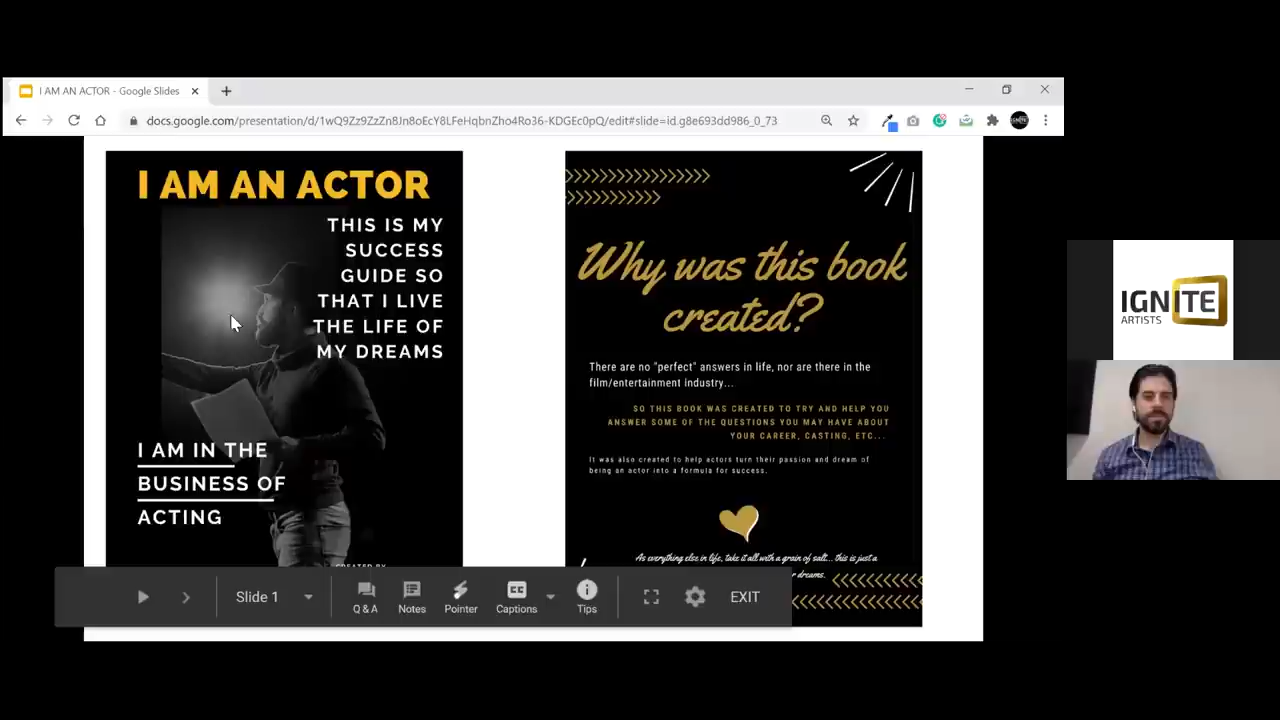 I AM AN ACTOR - Google Slides
docs.google.com/presentation/d/1wQ9Zz9ZzZn8Jn8oEcY8LFeHqbnZho4Ro36-KDGEc0pQ/edit#slide=id.g8e693dd986_0_73
I AM AN ACTOR
THIS IS MY
SUCCESS
GUIDE SO
THAT I LIVE
THE LIFE OF
MY DREAMS
I AM IN THE
BUSINESS OF
ACTING
CREATED BY
Why was this book
created?
There are no "perfect" answers in life, nor are there in the
film/entertainment industry...
SO THIS BOOK WAS CREATED TO TRY AND HELP YOU
ANSWER SOME OF THE QUESTIONS YOU MAY HAVE ABOUT
YOUR CAREER, CASTING, ETC...
It was also created to help actors turn their passion and dream of
being an actor into a formula for success.
As everything else in life, take it all with a grain of salt... this is just a
dreams.
Slide 1
Q & A
Notes
Pointer
Captions
Tips
EXIT
IGNITE
ARTISTS